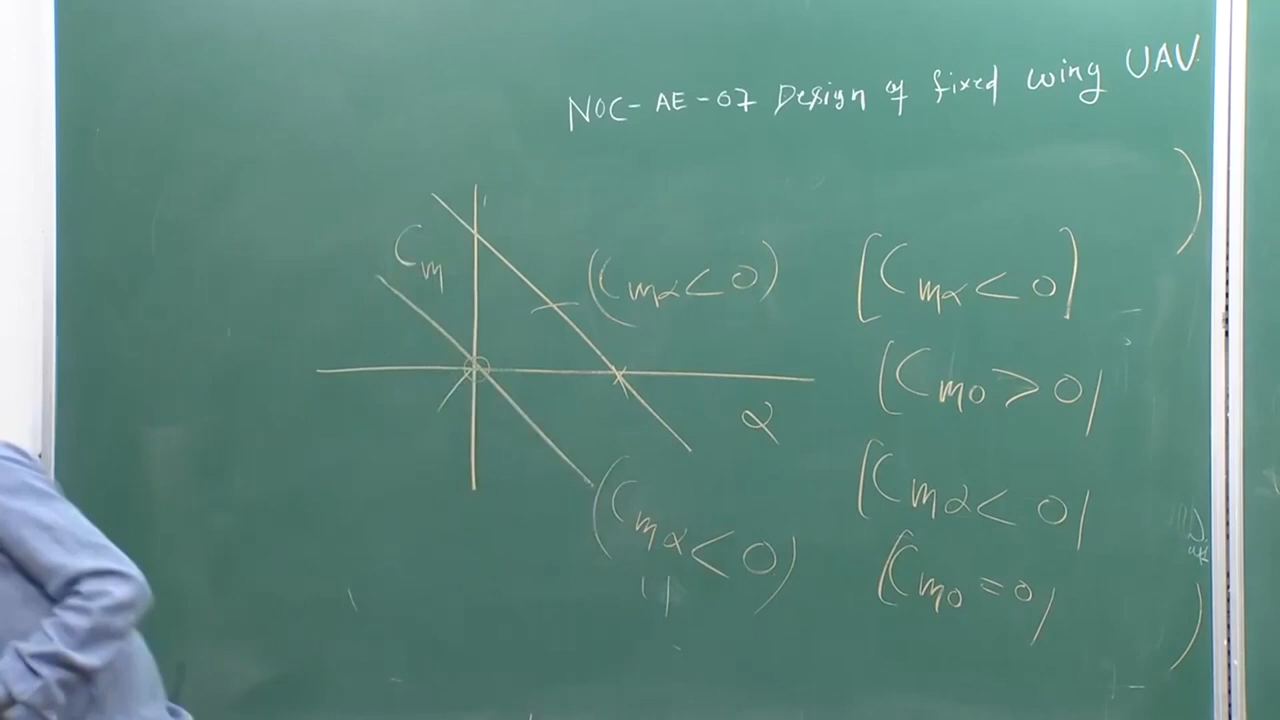 NOC-AE-07 Design of fixed wing UAV
Cm
(Cmα<0)
[Cmα<0]
[Cm0>0]
α
[Cmα<0]
(Cmα<0)
[Cm0=0]